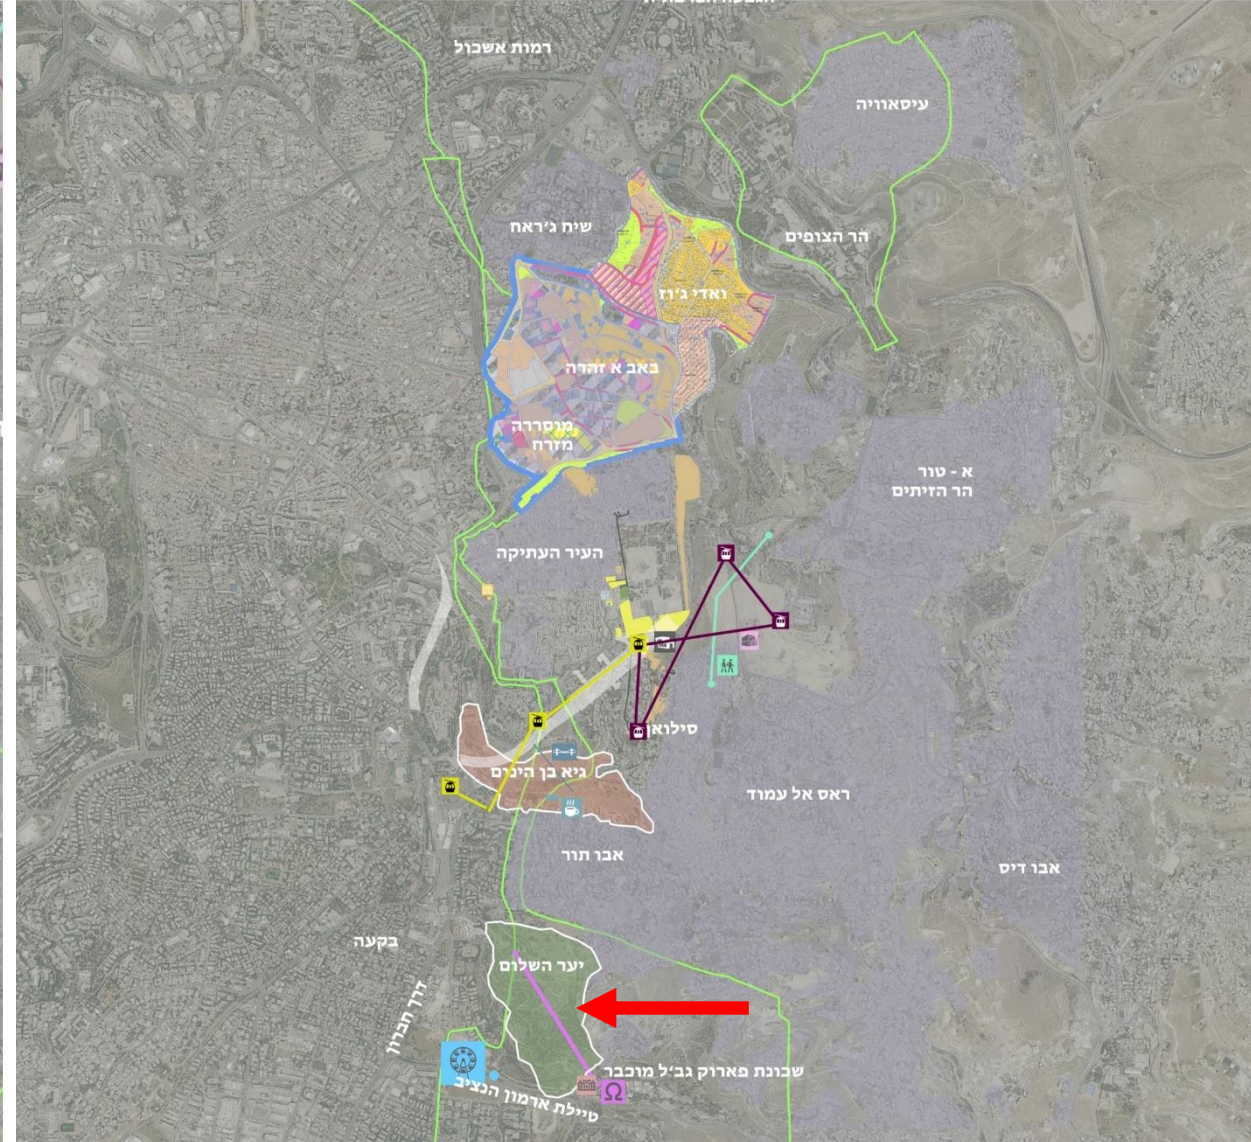 רמות אשכול
עיסאוויה
שיח ג׳ראח
הר הצופים
ואדי ג׳וז
באב א זהרה
מוסררה
מזרח
א - טור
הר הזיתים
העיר העתיקה
סילואן
גיא בן הינום
ראס אל עמוד
אבו תור
אבו דיס
בקעה
יער השלום
דרך חברון
שכונת פארוק גב׳ל מוכבר
טיילת ארמון הנציב